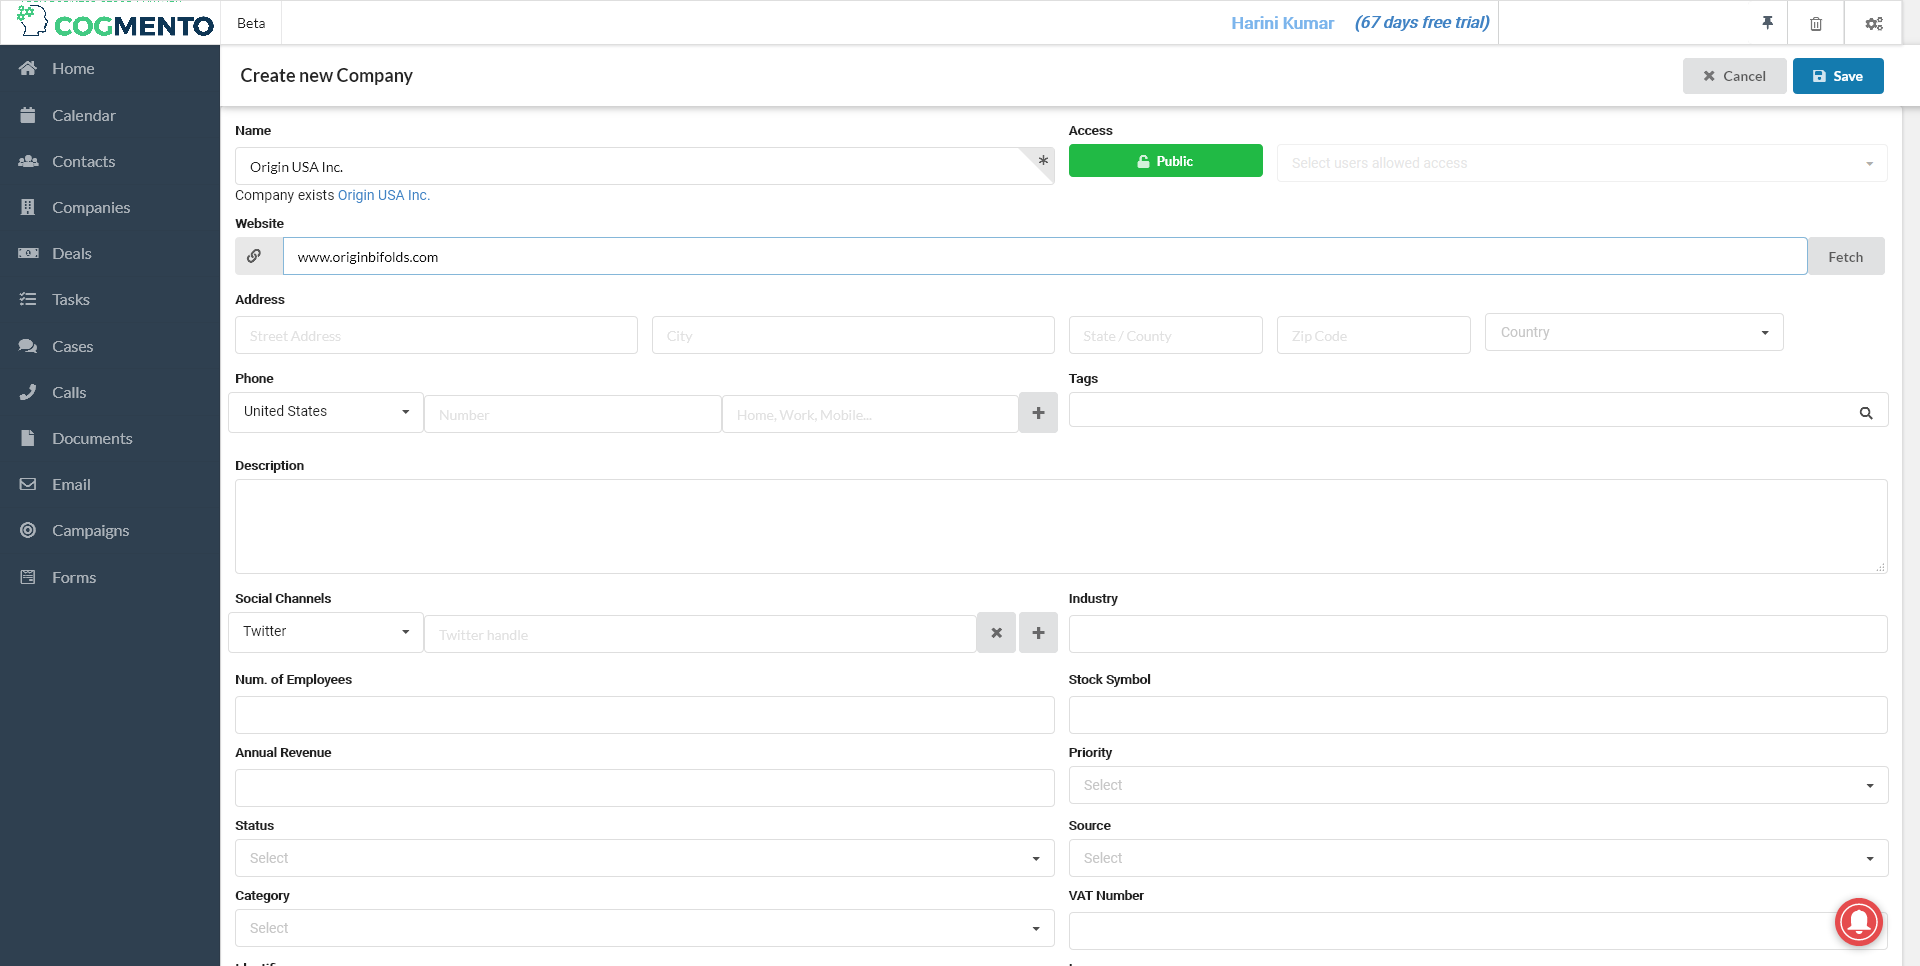 COGMENTO
Beta
Harini Kumar (67 days free trial)
Home
Calendar
Contacts
Companies
Deals
Tasks
Cases
Calls
Documents
Email
Campaigns
Forms
Create new Company
Cancel
Save
Name
Access
Origin USA Inc. *
Public
Select users allowed access
Company exists Origin USA Inc.
Website
www.originbifolds.com
Fetch
Address
Street Address
City
State / County
Zip Code
Country
Phone
Tags
United States
Number
Home, Work, Mobile...
Description
Social Channels
Industry
Twitter
Twitter handle
Num. of Employees
Stock Symbol
Annual Revenue
Priority
Select
Status
Source
Select
Select
Category
VAT Number
Select